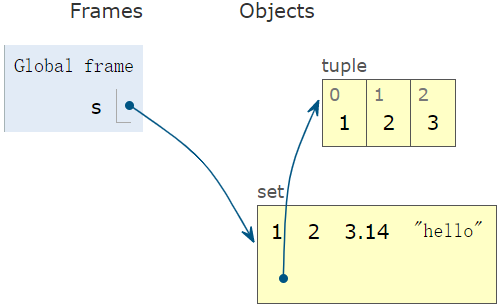 Frames Objects
Global frame
s
tuple
0 1 2
1 2 3
set
1 2 3.14 "hello"